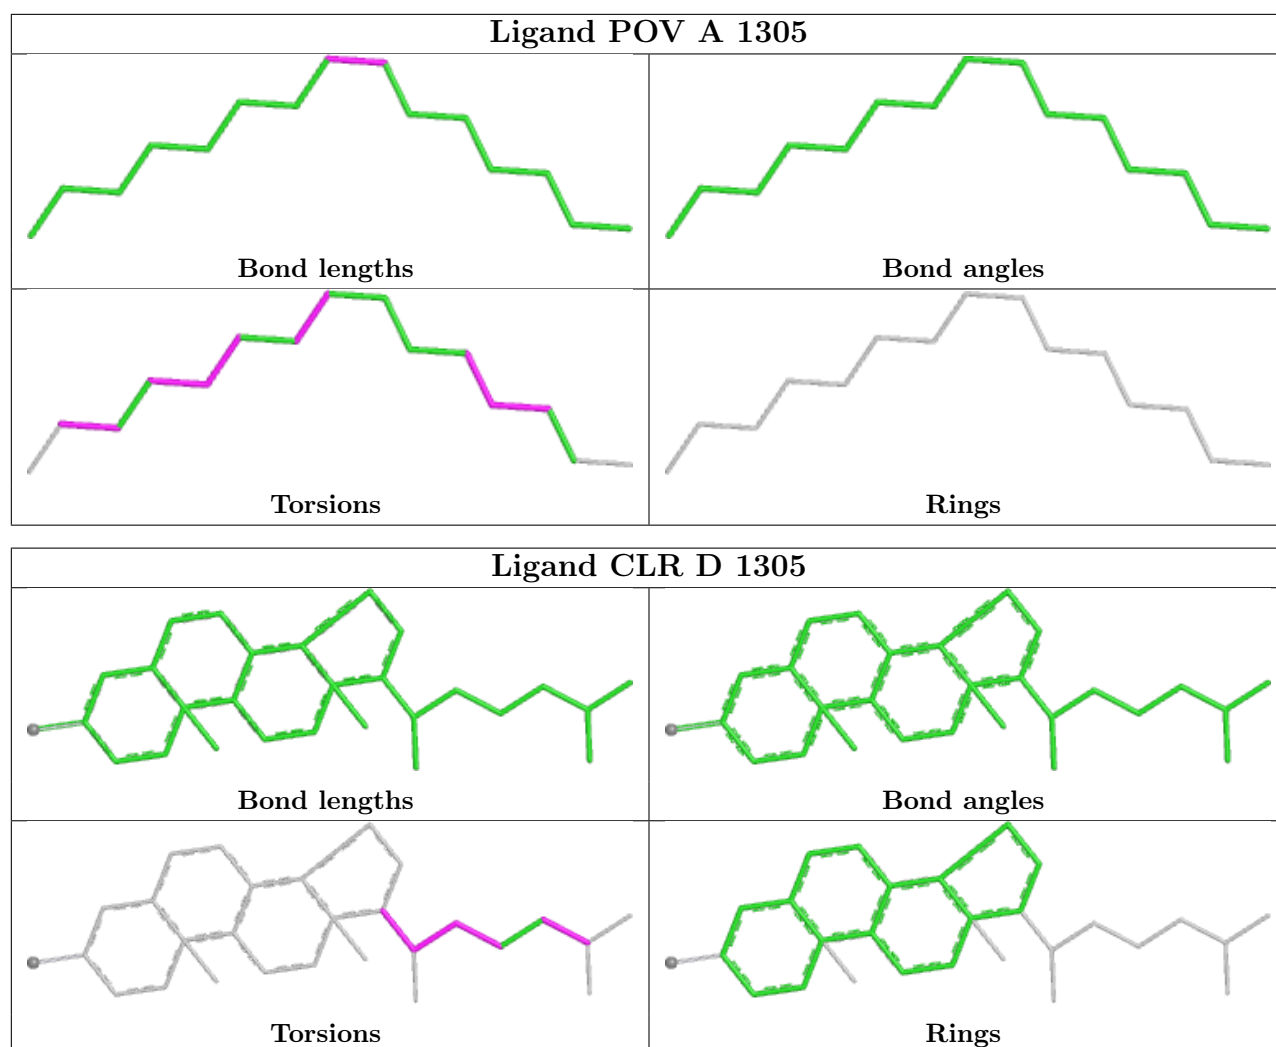 Ligand POV A 1305
Bond lengths
Bond angles
Torsions
Rings
Ligand CLR D 1305
Bond lengths
Bond angles
Torsions
Rings